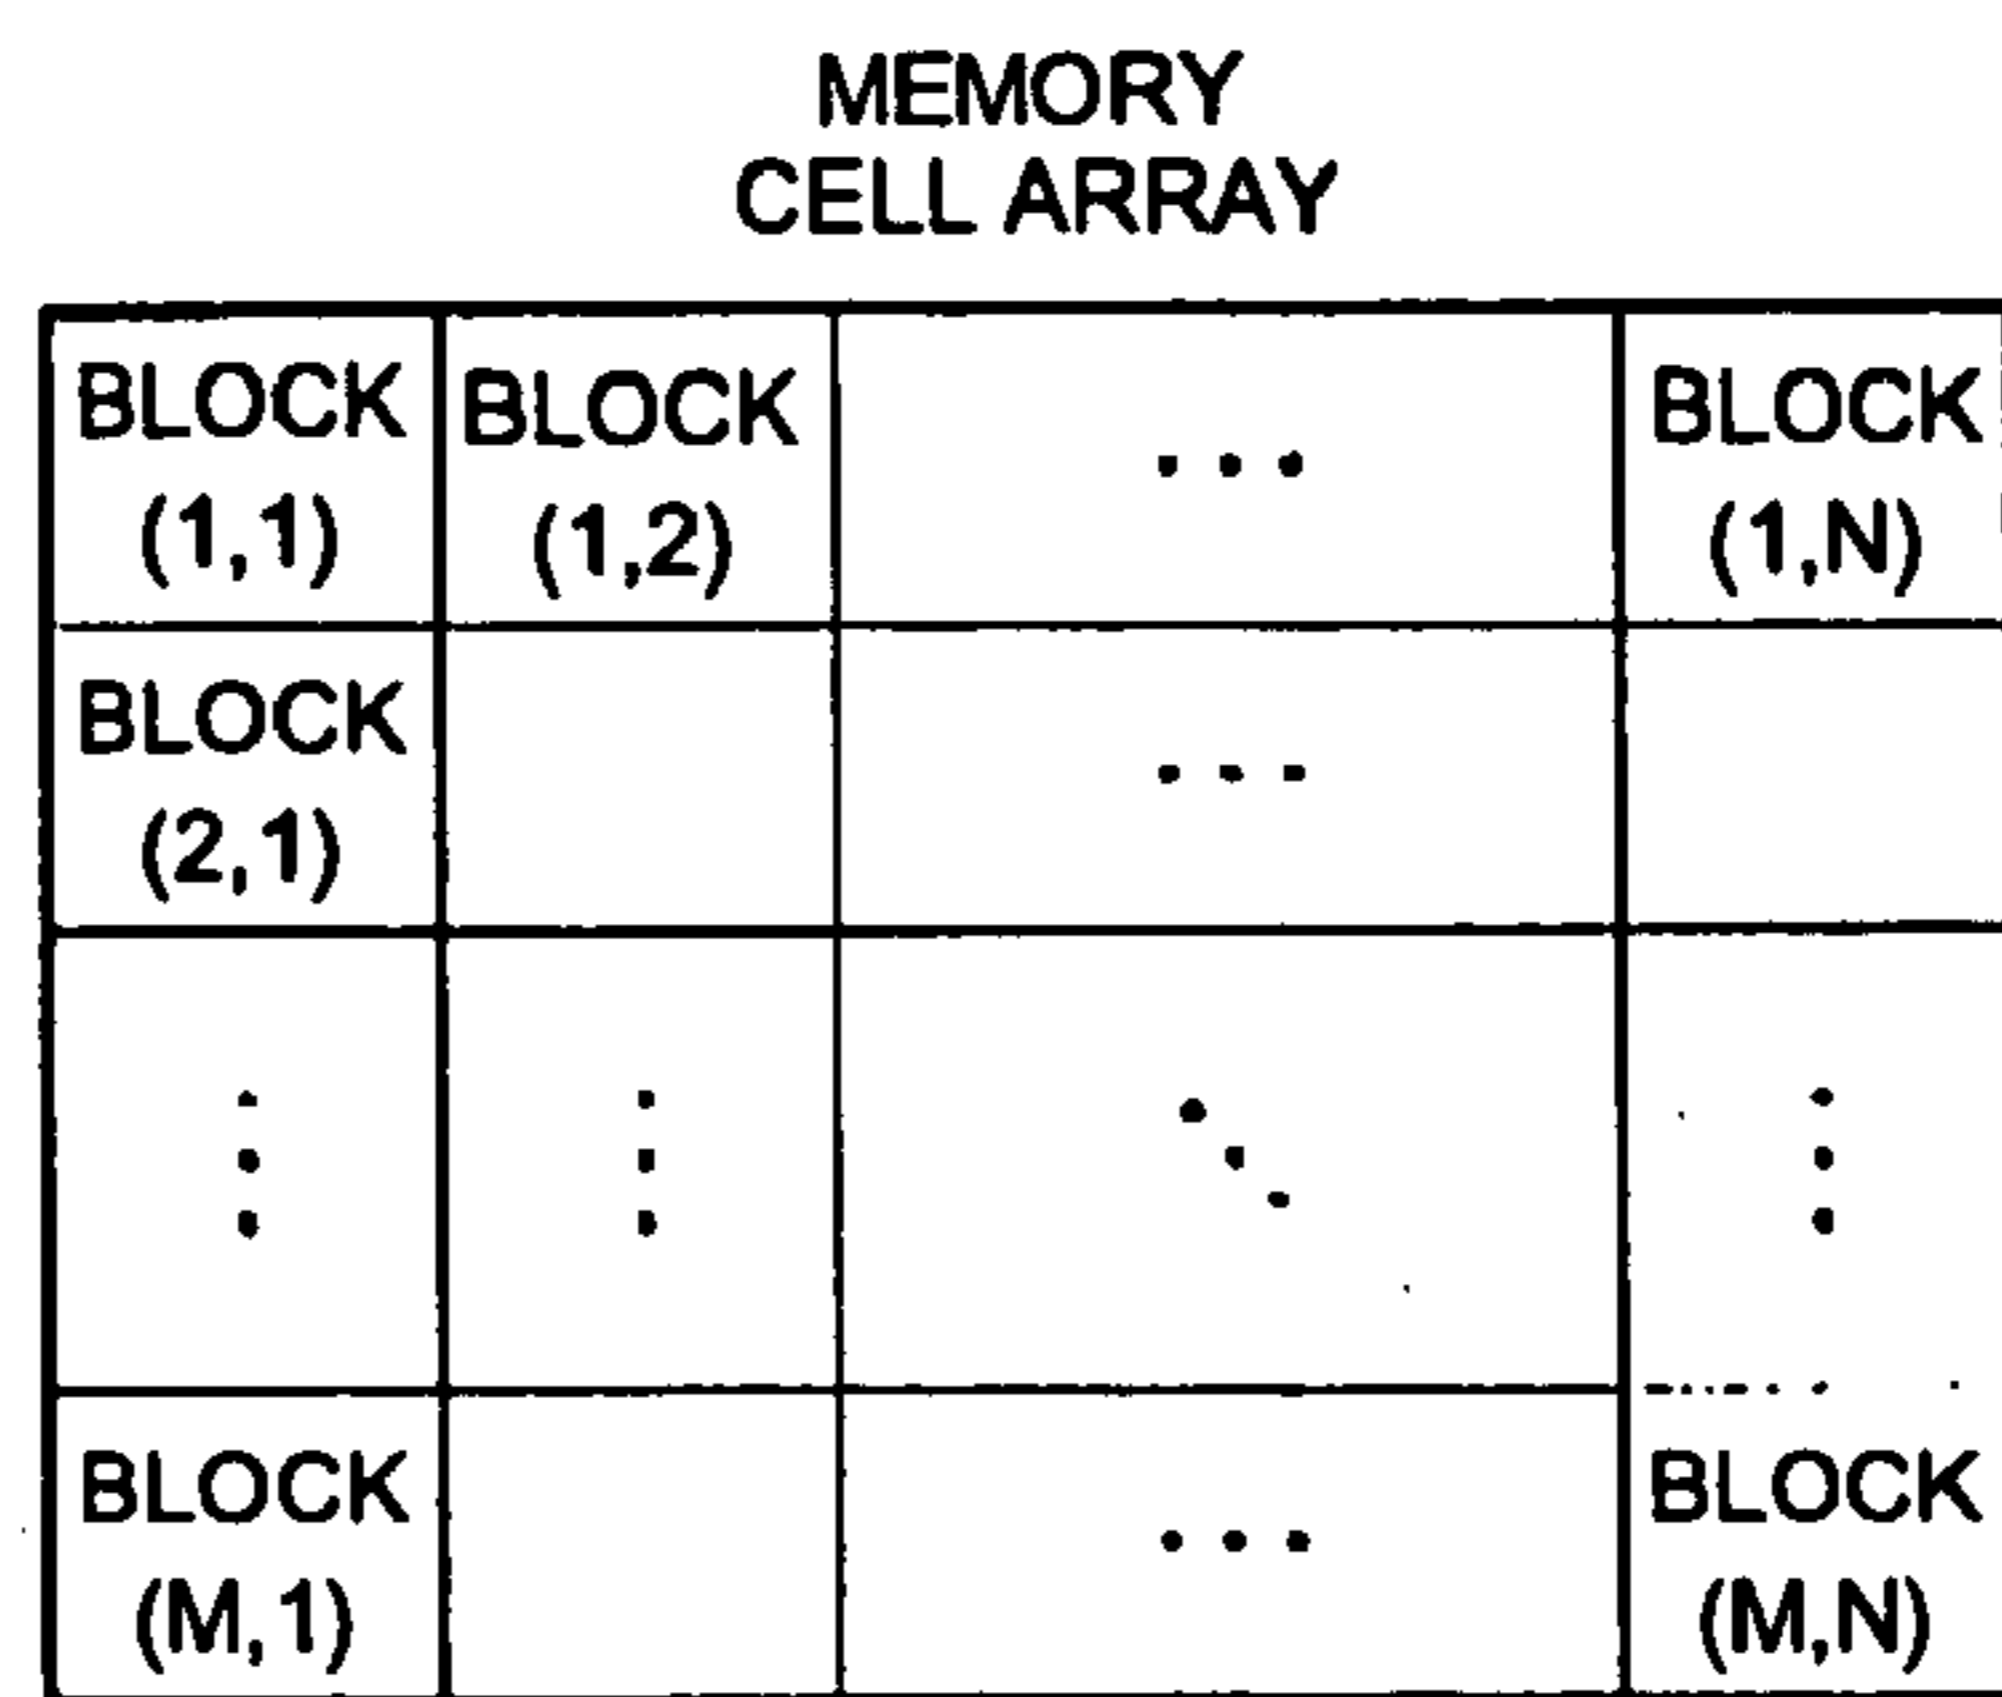 MEMORY
CELL ARRAY
BLOCK BLOCK ... BLOCK
(1,1) (1,2) (1,N)
BLOCK ...
(2,1)
BLOCK ... BLOCK
(M,1) (M,N)